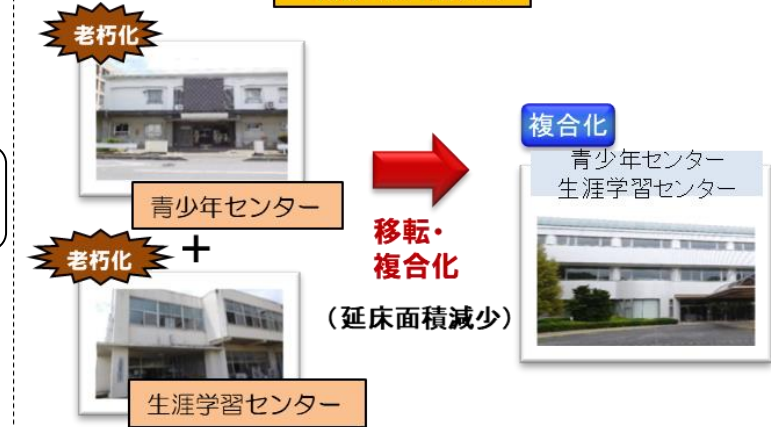 老朽化
青少年センター
+
老朽化
生涯学習センター
移転・
複合化
(延床面積減少)
複合化
青少年センター
生涯学習センター